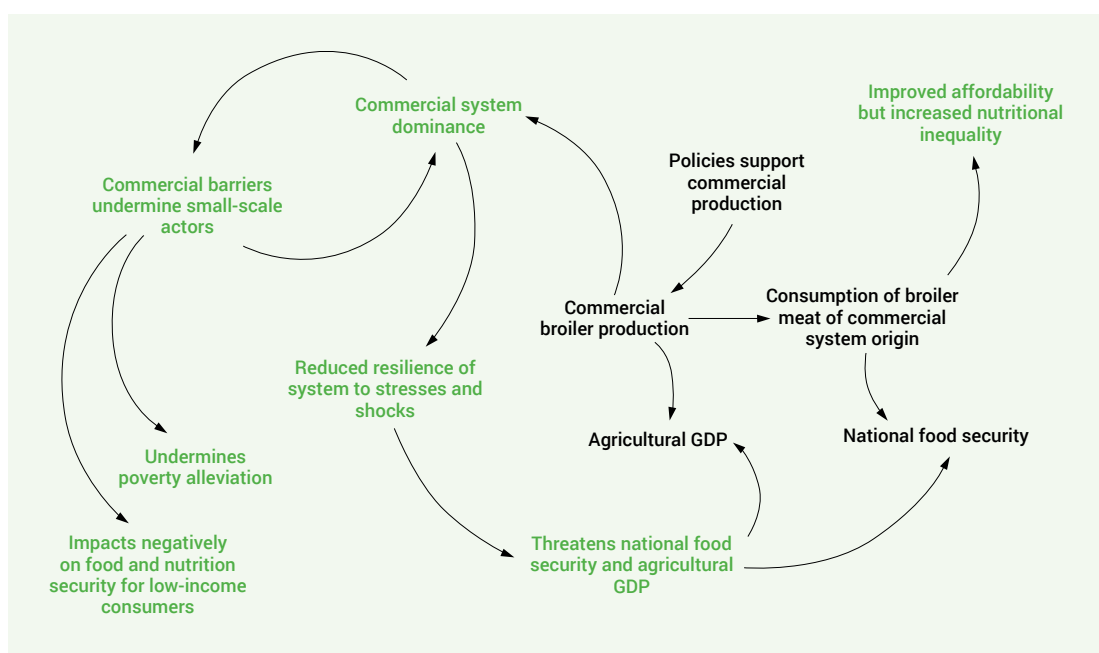 Commercial system
dominance
Improved affordability
but increased nutritional
inequality
Policies support
commercial
production
Commercial barriers
undermine small-scale
actors
Commercial
broiler production
Consumption of broiler
meat of commercial
system origin
Reduced resilience of
system to stresses and
shocks
Agricultural GDP
National food security
Undermines
poverty alleviation
Impacts negatively
on food and nutrition
security for low-income
consumers
Threatens national food
security and agricultural
GDP